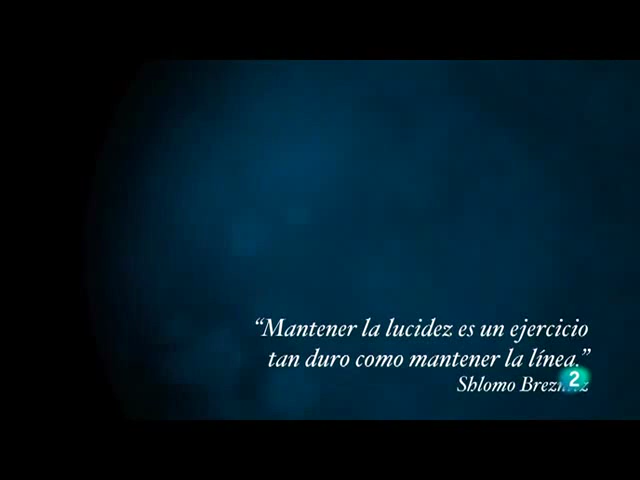 “Mantener la lucidez es un ejercicio
tan duro como mantener la línea.”
Shlomo
2